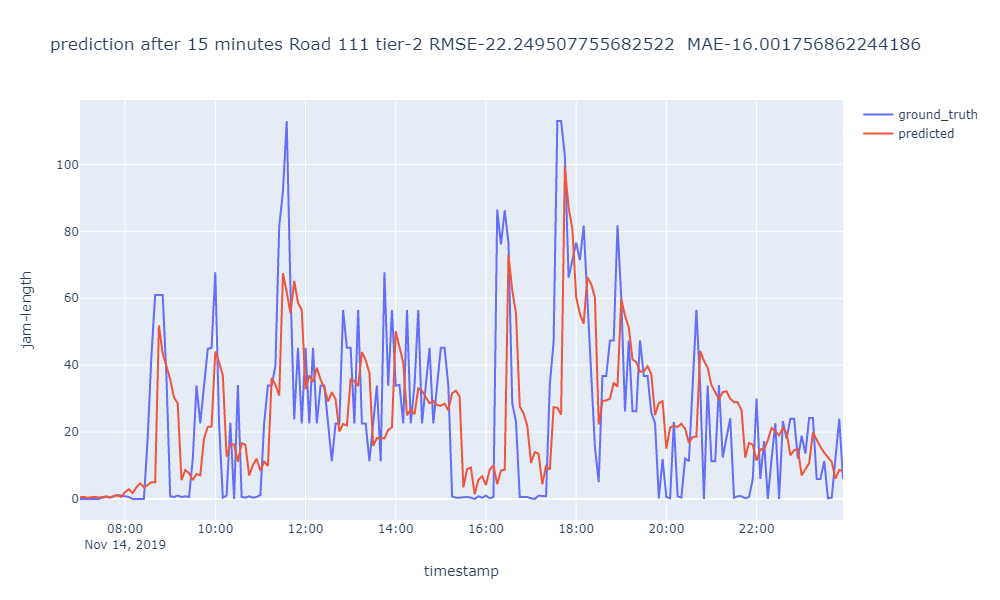 prediction after 15 minutes Road 111 tier-2 RMSE-22.249507755682522  MAE-16.001756862244186
ground_truth
predicted
100
80
60
40
20
0
jam-length
08:00 10:00 12:00 14:00 16:00 18:00 20:00 22:00
Nov 14, 2019
timestamp